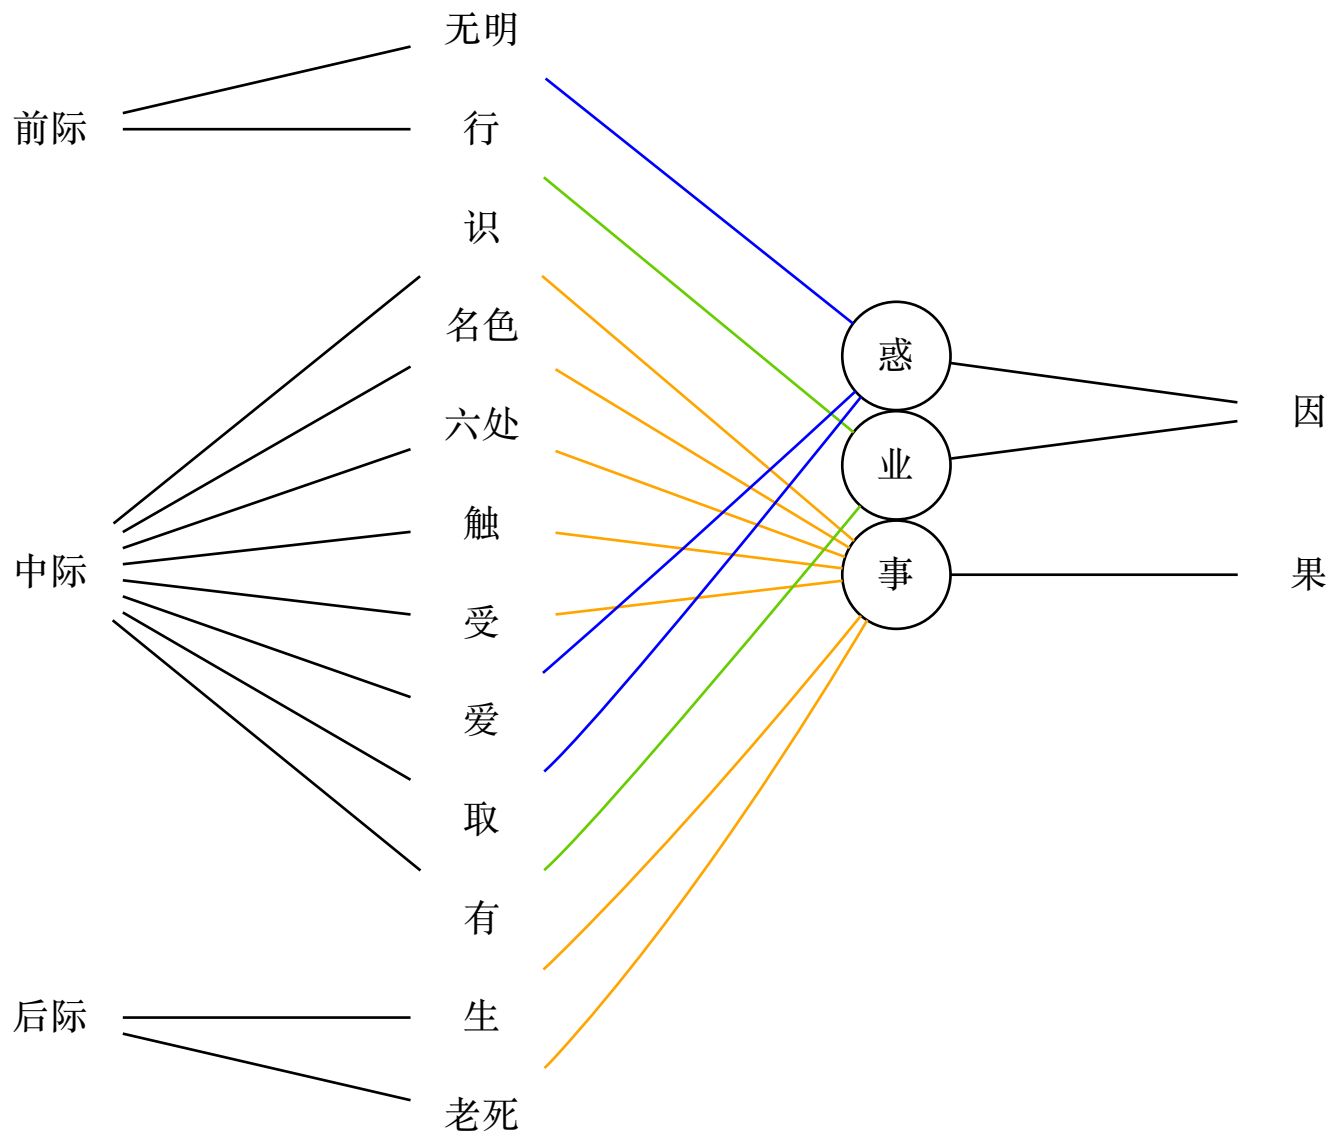 前际
中际
后际
无明
行
识
名色
六处
触
受
爱
取
有
生
老死
惑
业
事
因
果